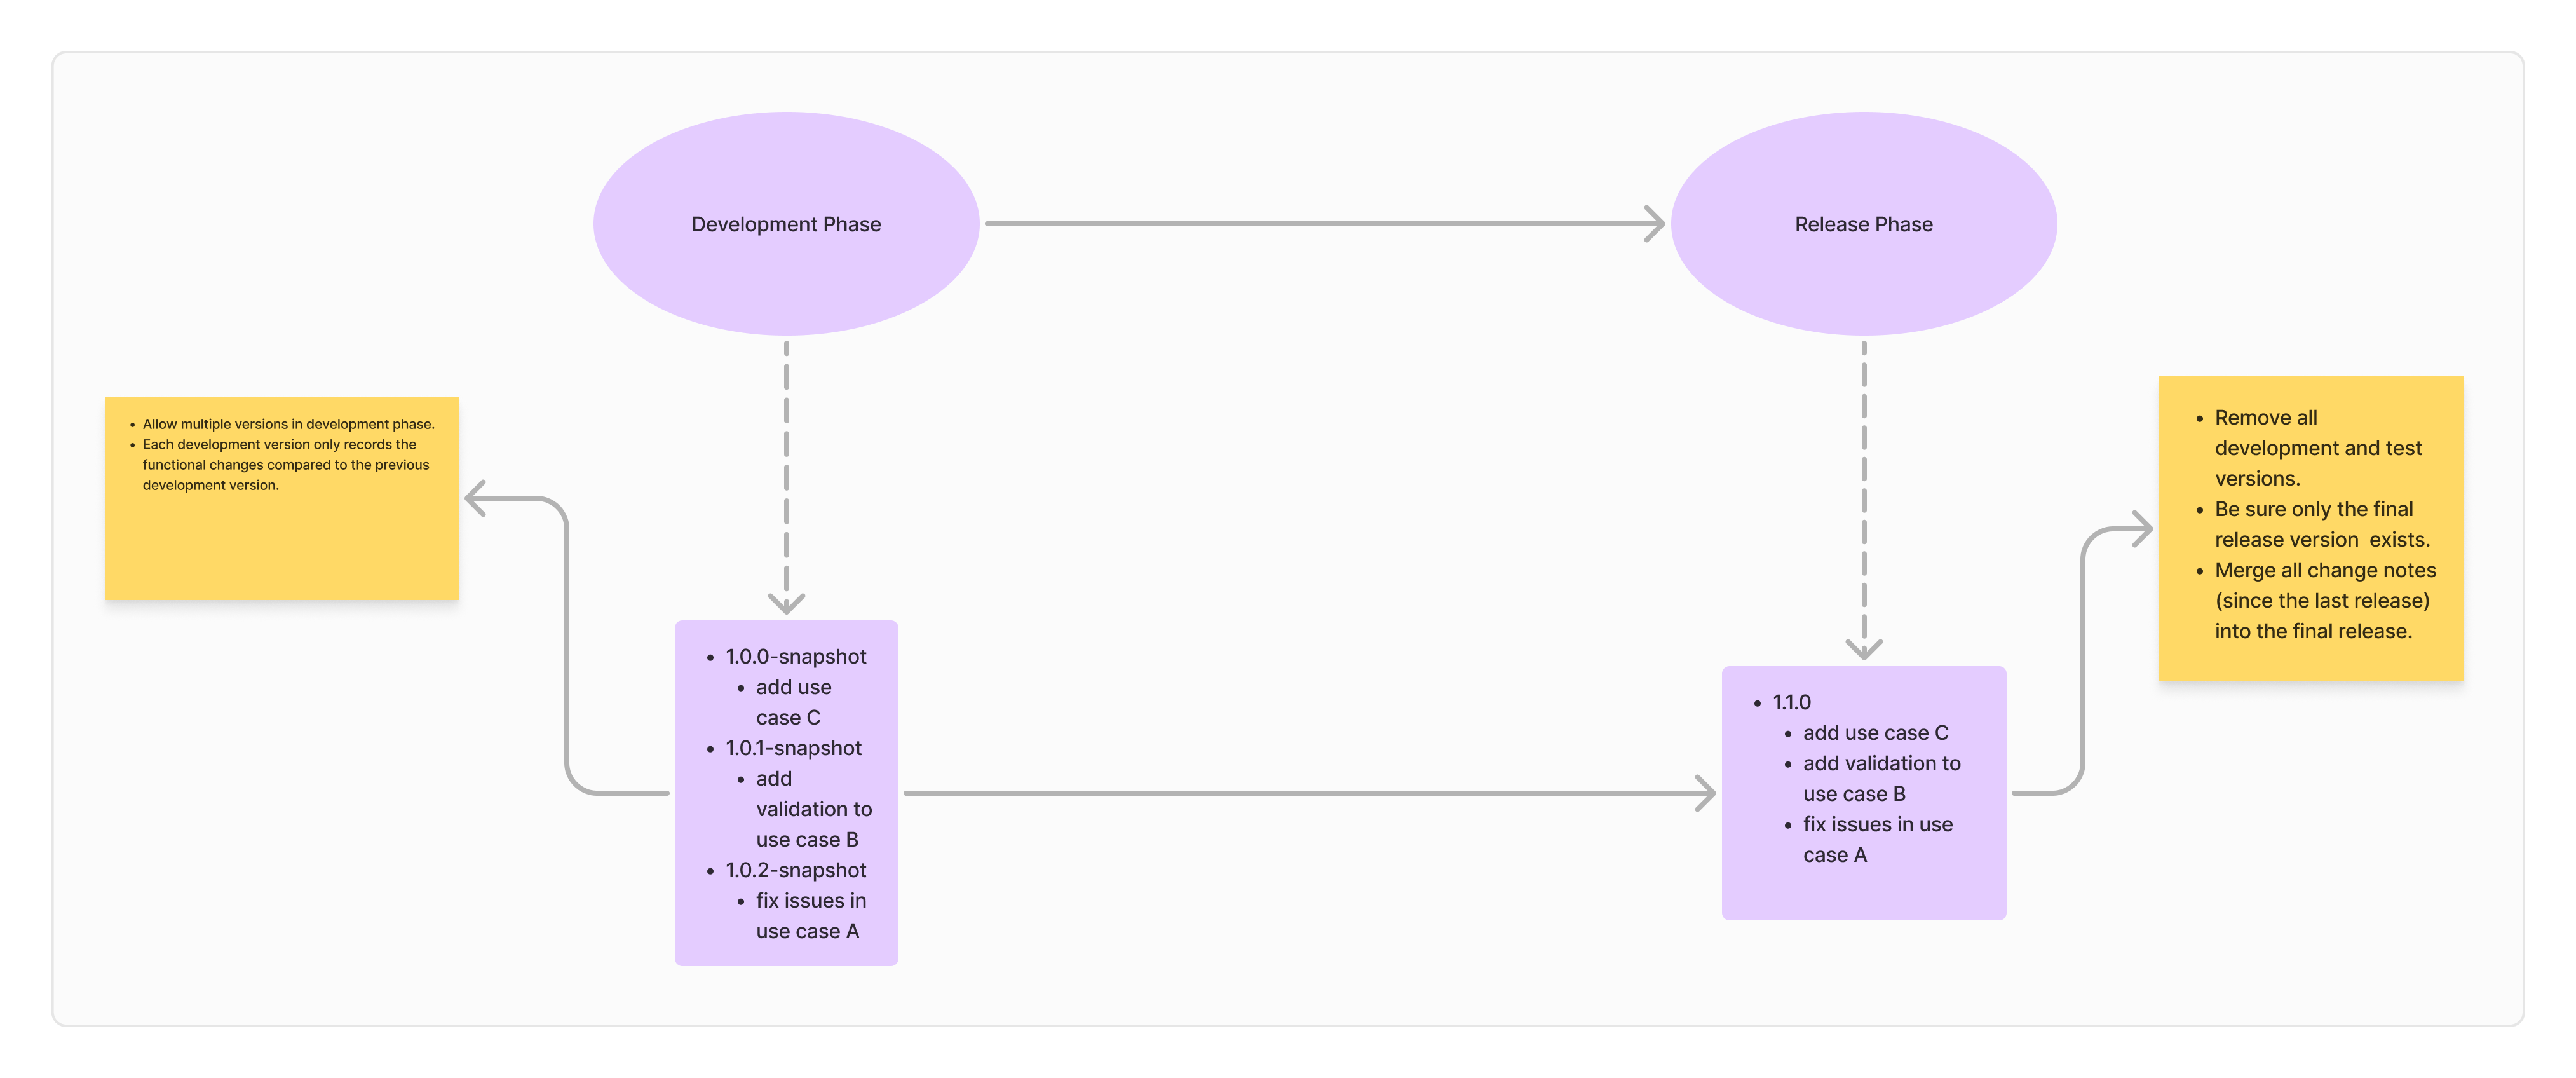 Development Phase
Release Phase
• Allow multiple versions in development phase.
• Each development version only records the
functional changes compared to the previous
development version.
• Remove all
development and test
versions.
• Be sure only the final
release version  exists.
• Merge all change notes
(since the last release)
into the final release.
• 1.0.0-snapshot
• add use
case C
• 1.0.1-snapshot
• add
validation to
use case B
• 1.0.2-snapshot
• fix issues in
use case A
• 1.1.0
• add use case C
• add validation to
use case B
• fix issues in use
case A